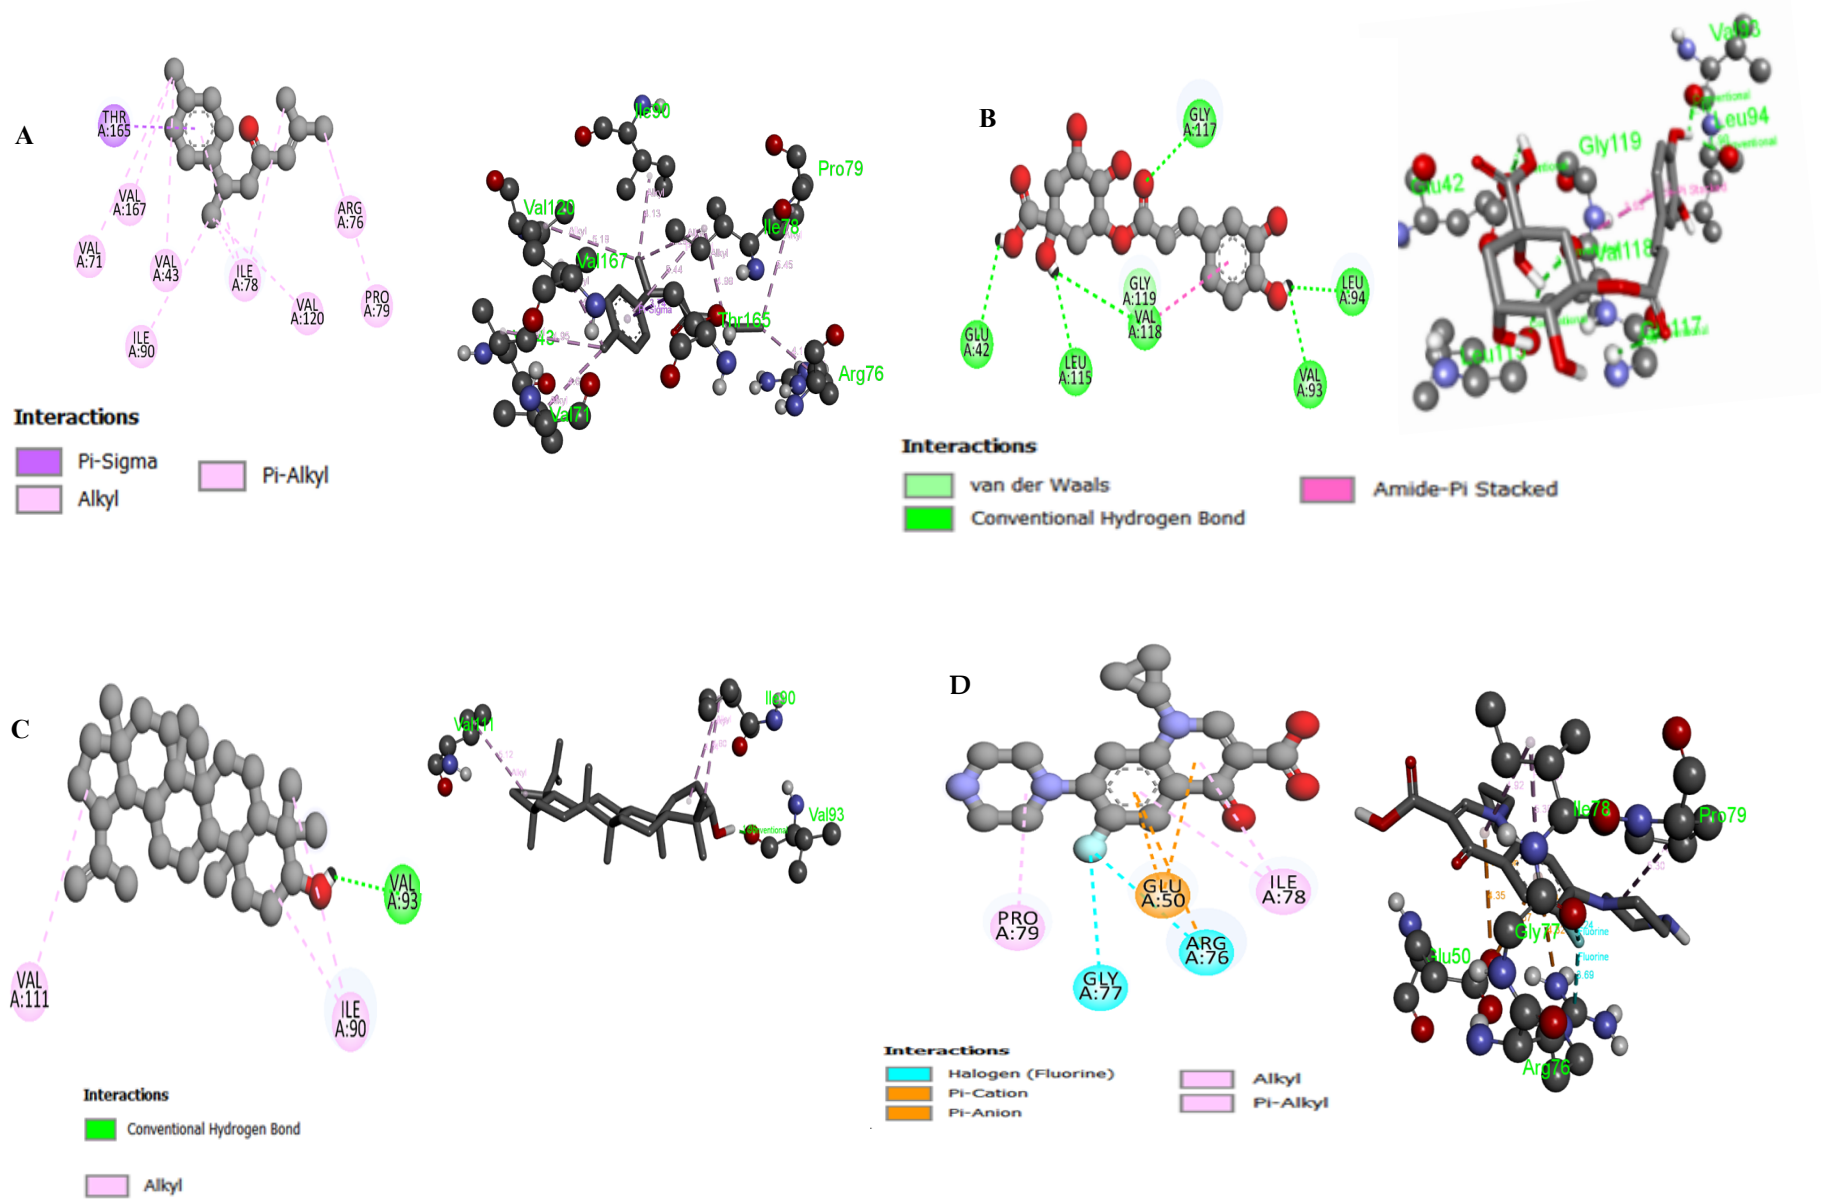 A
THR
A:165
VAL
A:167
VAL
A:71
VAL
A:43
ILE
A:78
ILE
A:90
VAL
A:120
ARG
A:76
PRO
A:79
Ile90
Pro79
Val120
Ile78
Val167
Thr165
Arg76
Val71
Alkyl
Pi-Sigma
Interactions
Pi-Sigma
Alkyl
Pi-Alkyl
B
GLY
A:117
GLY
A:119
VAL
A:118
LEU
A:94
GLU
A:42
LEU
A:115
VAL
A:93
Val93
Leu94
Gly119
Val118
Interactions
van der Waals
Conventional Hydrogen Bond
Amide-Pi Stacked
C
VAL
A:93
VAL
A:111
ILE
A:90
Val111
Ile90
Val93
Interactions
Conventional Hydrogen Bond
Alkyl
D
PRO
A:79
GLU
A:50
ILE
A:78
ARG
A:76
GLY
A:77
Ile78
Pro79
Gly77
Glu50
Fluorine
Arg76
Interactions
Halogen (Fluorine)
Pi-Cation
Pi-Anion
Alkyl
Pi-Alkyl